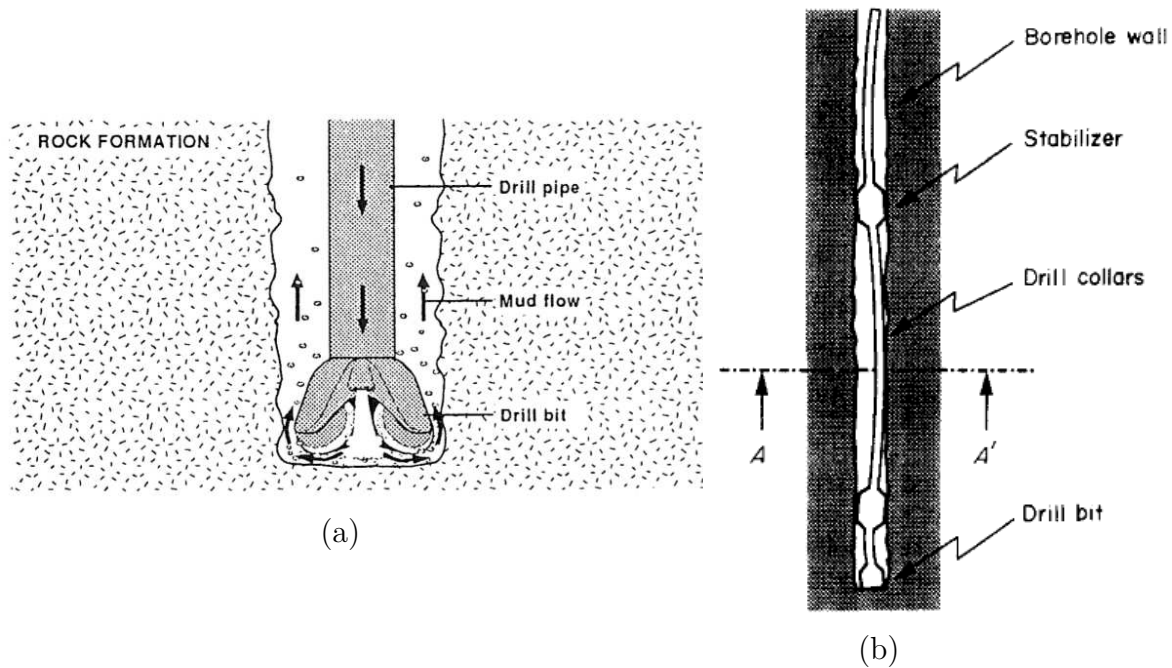 ROCK FORMATION
Drill pipe
Mud flow
Drill bit
(a)
Borehole wall
Stabilizer
Drill collars
A
A'
Drill bit
(b)